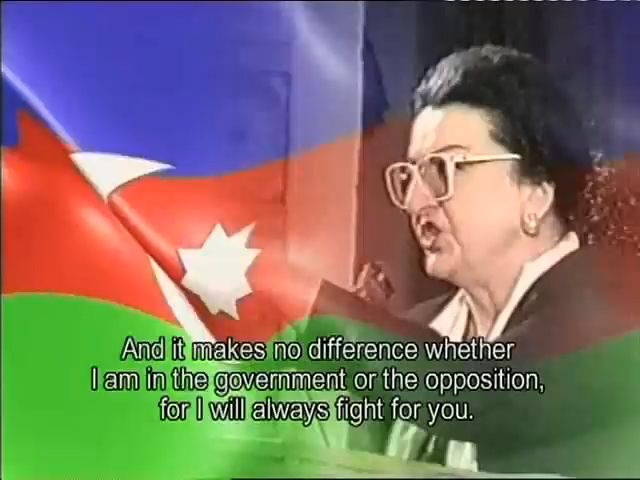 And it makes no difference whether
I am in the government or the opposition,
for I will always fight for you.